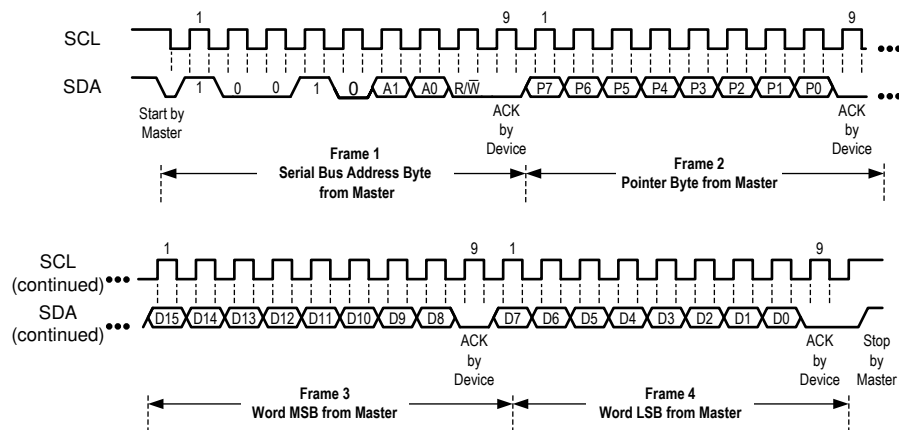 1 9 1 9
SCL
SDA
1 0 0 1 0 A1 A0 R/W̅ P7 P6 P5 P4 P3 P2 P1 P0
Start by
Master
ACK
by
Device
ACK
by
Device
Frame 1
Serial Bus Address Byte
from Master
Frame 2
Pointer Byte from Master
1 9 1 9
SCL
(continued)
SDA
(continued)
D15 D14 D13 D12 D11 D10 D9 D8 D7 D6 D5 D4 D3 D2 D1 D0
ACK
by
Device
ACK
by
Device
Stop
by
Master
Frame 3
Word MSB from Master
Frame 4
Word LSB from Master